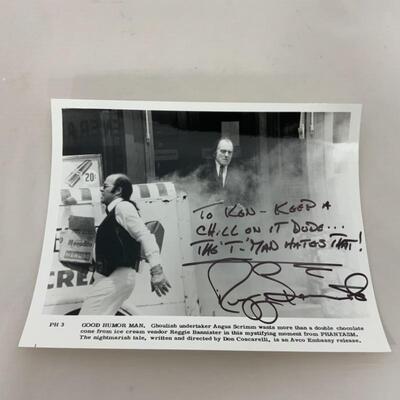 20¢
TO KEN - KEEP A
CHILL ON IT DUDE...
THE 'T'-MAN HATES THAT!
PH 3 GOOD HUMOR MAN, Ghoulish undertaker Angus Scrimm wants more than a double chocolate
cone from ice cream vendor Reggie Bannister in this mystifying moment from PHANTASM.
The nightmarish tale, written and directed by Don Coscarelli, is an Avco Embassy release.